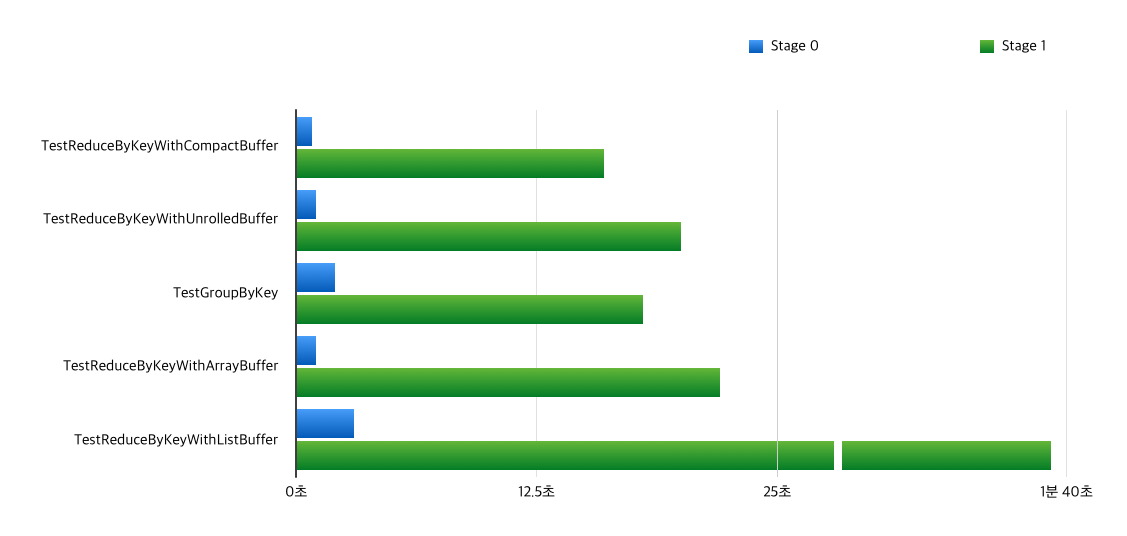 Stage 0
Stage 1
TestReduceByKeyWithCompactBuffer
TestReduceByKeyWithUnrolledBuffer
TestGroupByKey
TestReduceByKeyWithArrayBuffer
TestReduceByKeyWithListBuffer
0초 12.5초 25초 1분 40초